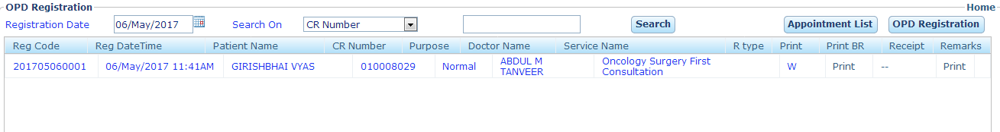 OPD Registration Home
Registration Date 06/May/2017 Search On CR Number Search Appointment List OPD Registration
Reg Code Reg DateTime Patient Name CR Number Purpose Doctor Name Service Name R type Print Print BR Receipt Remarks
201705060001 06/May/2017 11:41AM GIRISHBHAI VYAS 010008029 Normal ABDUL M TANVEER Oncology Surgery First Consultation W Print -- Print